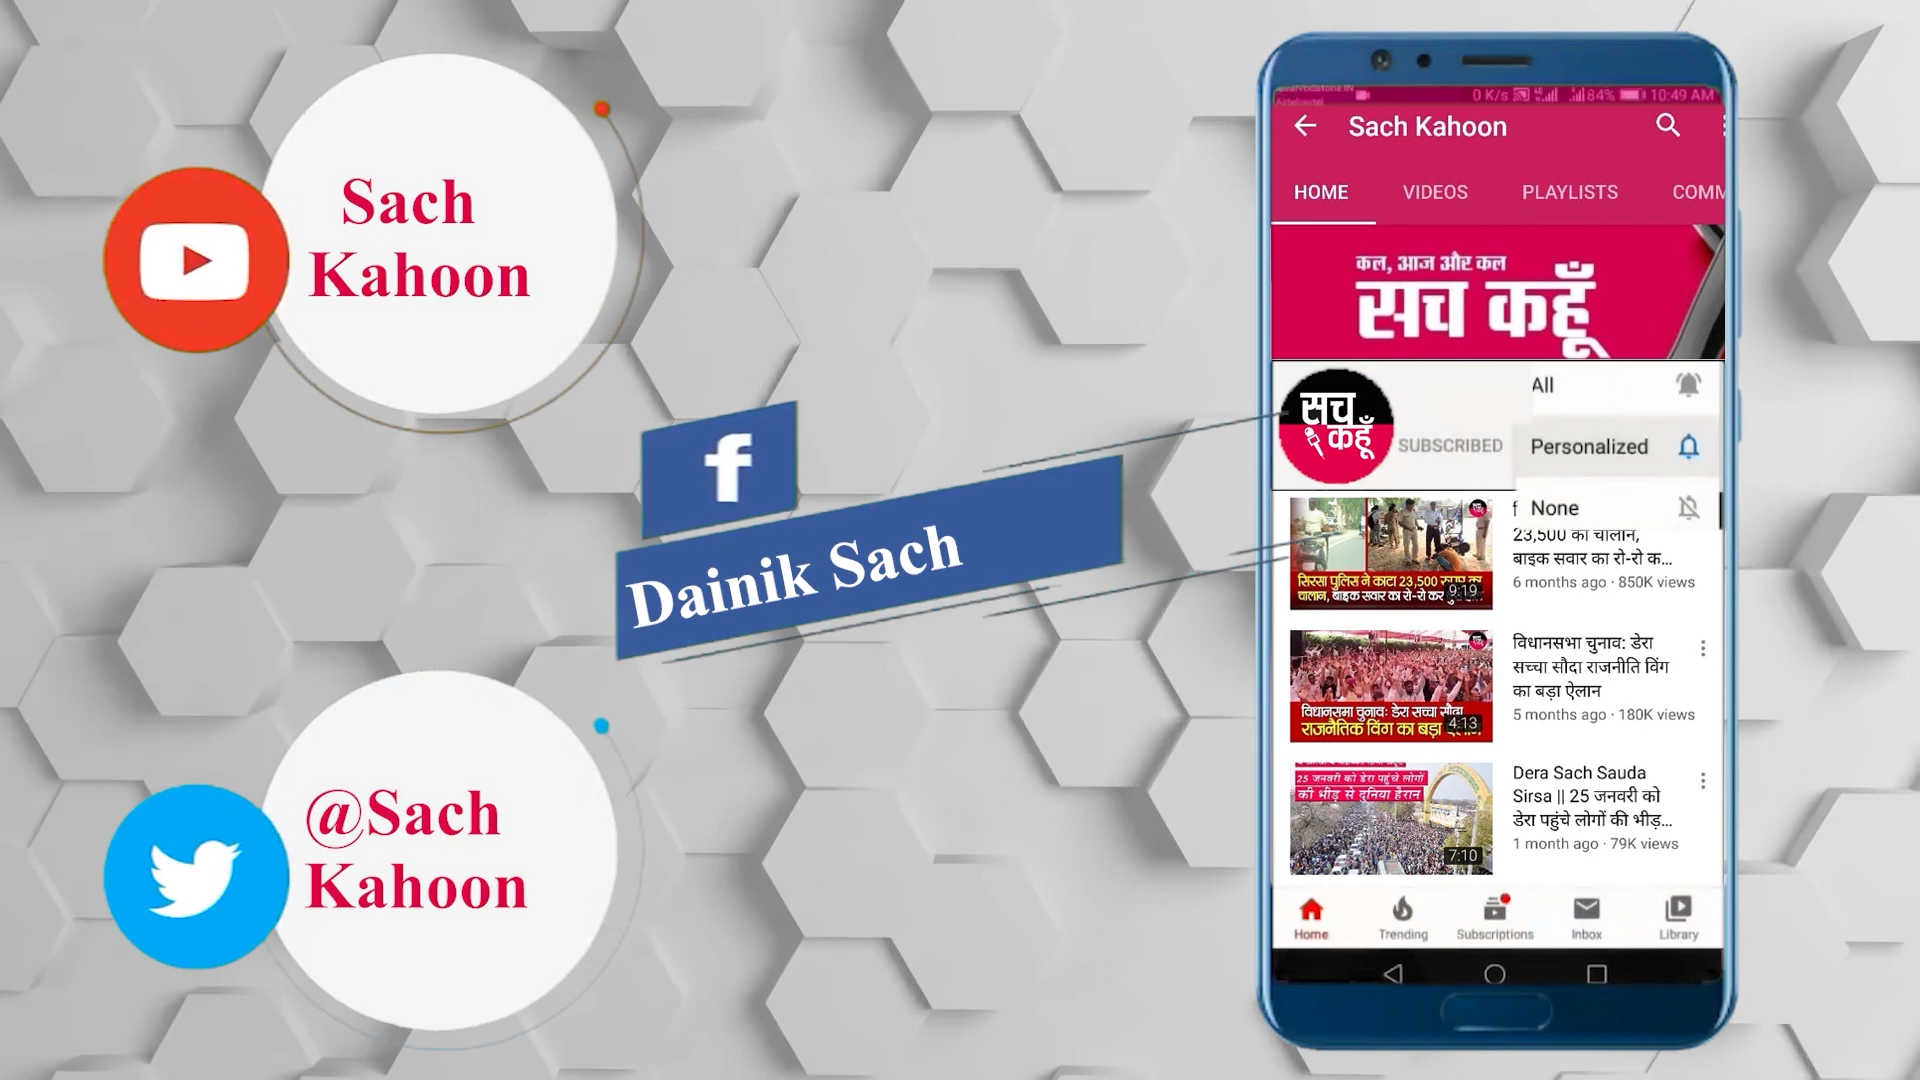 Sach
Kahoon
f
Dainik Sach
@Sach
Kahoon
0 K/s 84% 10:49 AM
Sach Kahoon
HOME VIDEOS PLAYLISTS COMM
कल, आज और कल
सच कहूँ
सच
कहूँ
SUBSCRIBED
All
Personalized
None
सिरसा पुलिस ने काटा 23,500
चालान, बाइक सवार का रो-रो कर
9:19
23,500 का चालान,
बाइक सवार का रो-रो क...
6 months ago · 850K views
विधानसभा चुनाव: डेरा सच्चा सौदा
राजनैतिक विंग का बड़ा
4:13
विधानसभा चुनाव: डेरा
सच्चा सौदा राजनीति विंग
का बड़ा ऐलान
5 months ago · 180K views
25 जनवरी को डेरा पहुंचे लोगों
की भीड़ से दुनिया हैरान
7:10
Dera Sach Sauda
Sirsa || 25 जनवरी को
डेरा पहुंचे लोगों की भीड़...
1 month ago · 79K views
Home Trending Subscriptions Inbox Library